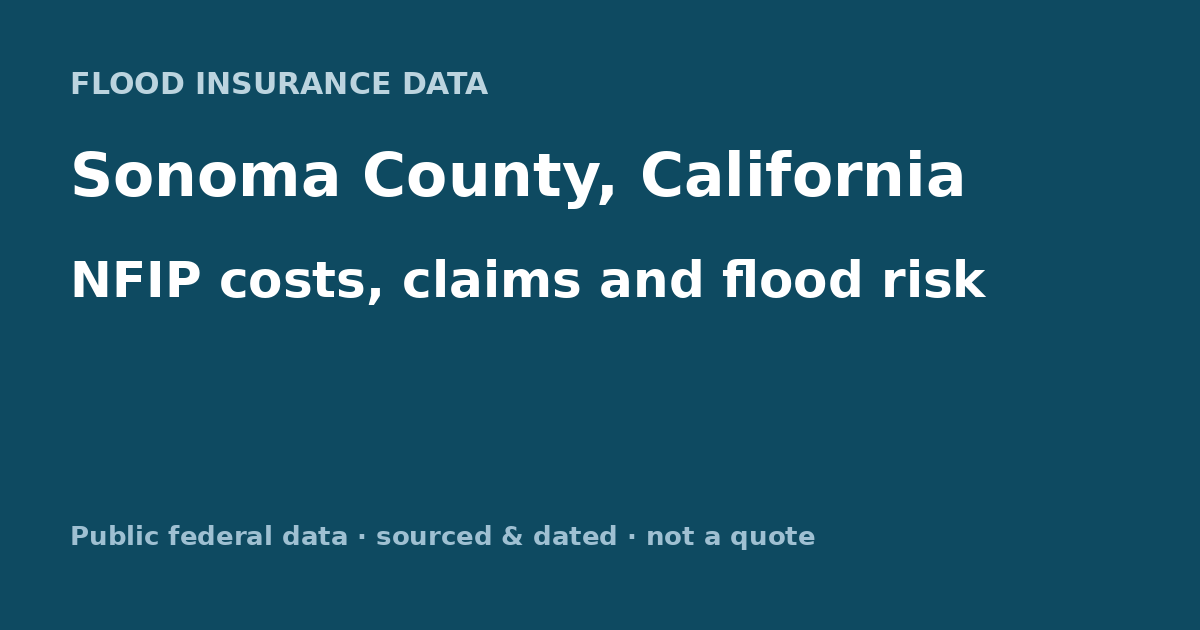 FLOOD INSURANCE DATA
Sonoma County, California
NFIP costs, claims and flood risk
Public federal data · sourced & dated · not a quote